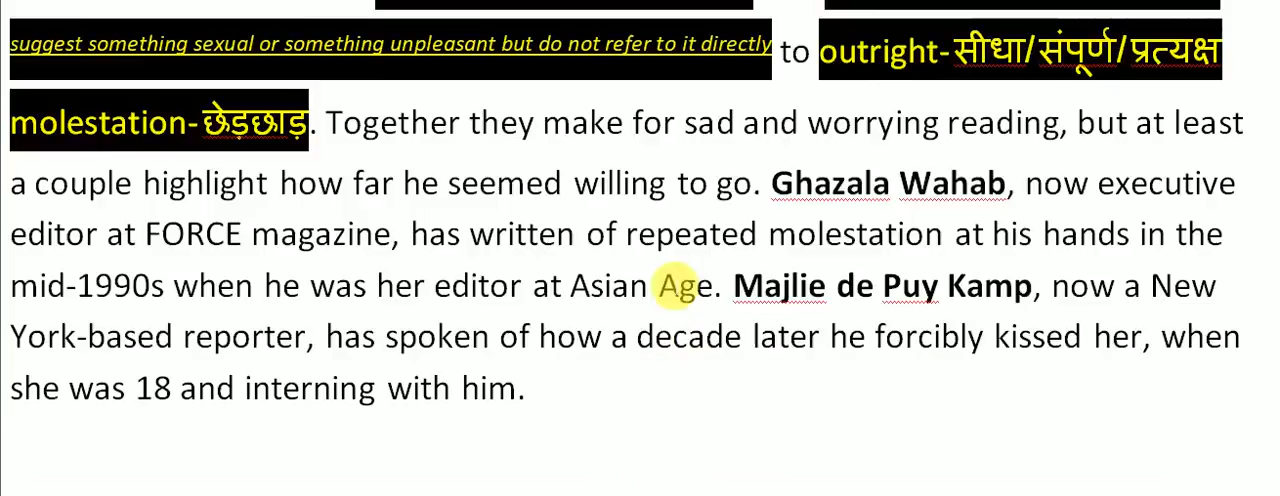 suggest something sexual or something unpleasant but do not refer to it directly to outright-सीधा/संपूर्ण/प्रत्यक्ष
molestation-छेड़छाड़. Together they make for sad and worrying reading, but at least
a couple highlight how far he seemed willing to go. Ghazala Wahab, now executive
editor at FORCE magazine, has written of repeated molestation at his hands in the
mid-1990s when he was her editor at Asian Age. Majlie de Puy Kamp, now a New
York-based reporter, has spoken of how a decade later he forcibly kissed her, when
she was 18 and interning with him.